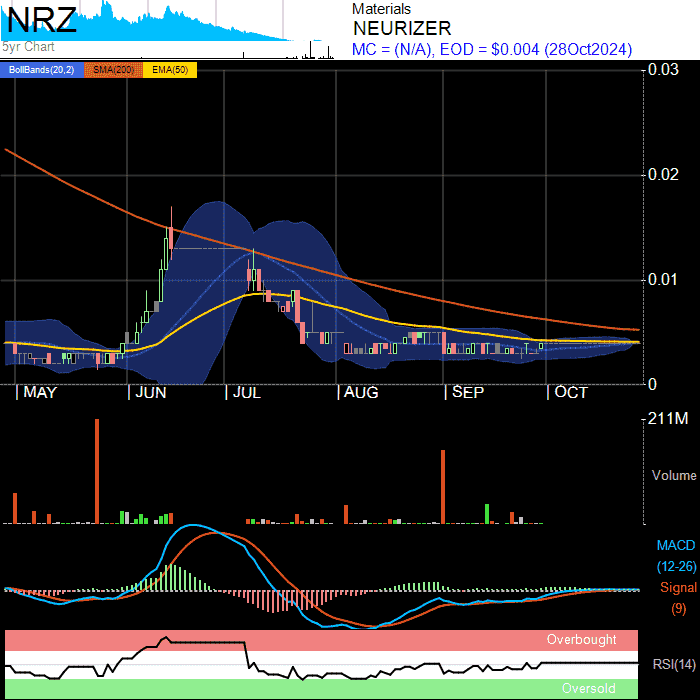 NRZ
5yr Chart
Materials
NEURIZER
MC = (N/A), EOD = $0.004 (28Oct2024)
BollBands(20,2) SMA(200) EMA(50)
0.03
0.02
0.01
0
MAY JUN JUL AUG SEP OCT
211M
Volume
MACD
(12-26)
Signal
(9)
Overbought
RSI(14)
Oversold